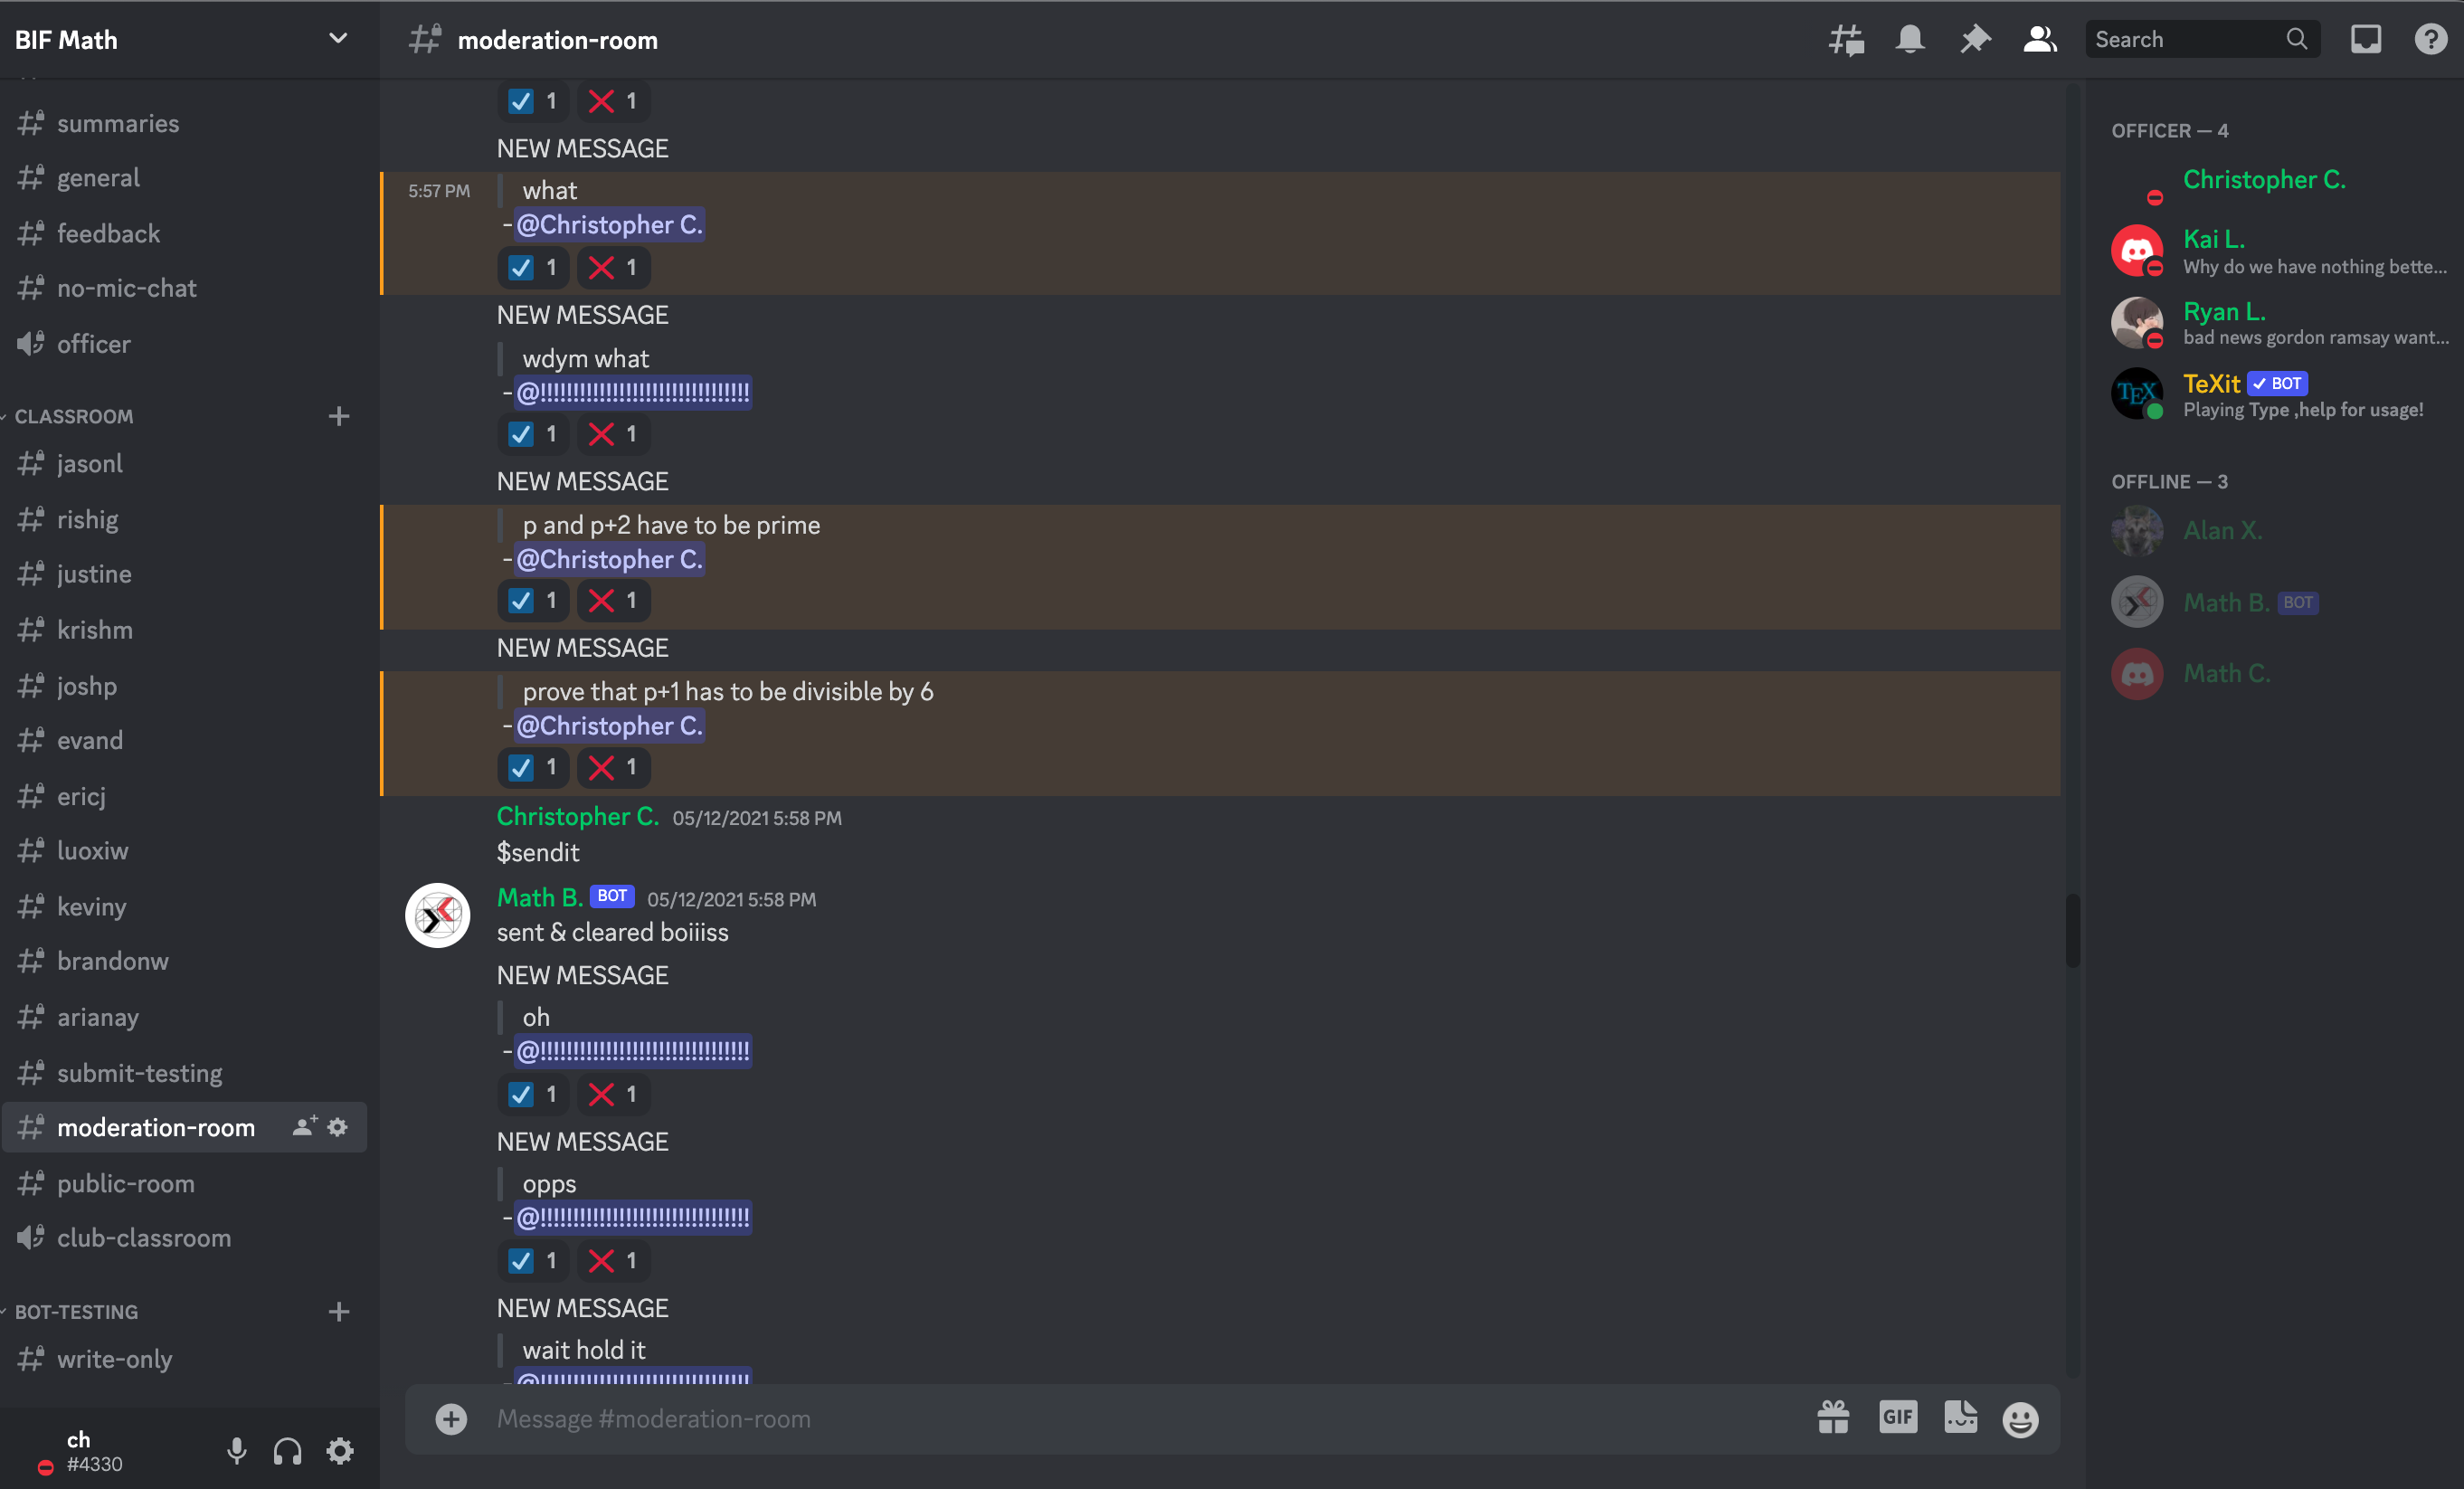 BIF Math
summaries
general
feedback
no-mic-chat
officer
CLASSROOM
jasonl
rishig
justine
krishm
joshp
evand
ericj
luoxiw
keviny
brandonw
arianay
submit-testing
moderation-room
public-room
club-classroom
BOT-TESTING
write-only
ch
#4330
moderation-room
Search
1 1
NEW MESSAGE
5:57 PM what
-@Christopher C.
1 1
NEW MESSAGE
wdym what
-@!!!!!!!!!!!!!!!!!!!!!!!!!!!!!!!!
1 1
NEW MESSAGE
p and p+2 have to be prime
-@Christopher C.
1 1
NEW MESSAGE
prove that p+1 has to be divisible by 6
-@Christopher C.
1 1
Christopher C. 05/12/2021 5:58 PM
$sendit
Math B. BOT 05/12/2021 5:58 PM
sent & cleared boiiiss
NEW MESSAGE
oh
-@!!!!!!!!!!!!!!!!!!!!!!!!!!!!!!!!
1 1
NEW MESSAGE
opps
-@!!!!!!!!!!!!!!!!!!!!!!!!!!!!!!!!
1 1
NEW MESSAGE
wait hold it
-@!!!!!!!!!!!!!!!!!!!!!!!!!!!!!!!!
Message #moderation-room
GIF
OFFICER — 4
Christopher C.
Kai L.
Why do we have nothing bette...
Ryan L.
bad news gordon ramsay want...
TEX
TeXit BOT
Playing Type ,help for usage!
OFFLINE — 3
Alan X.
Math B. BOT
Math C.